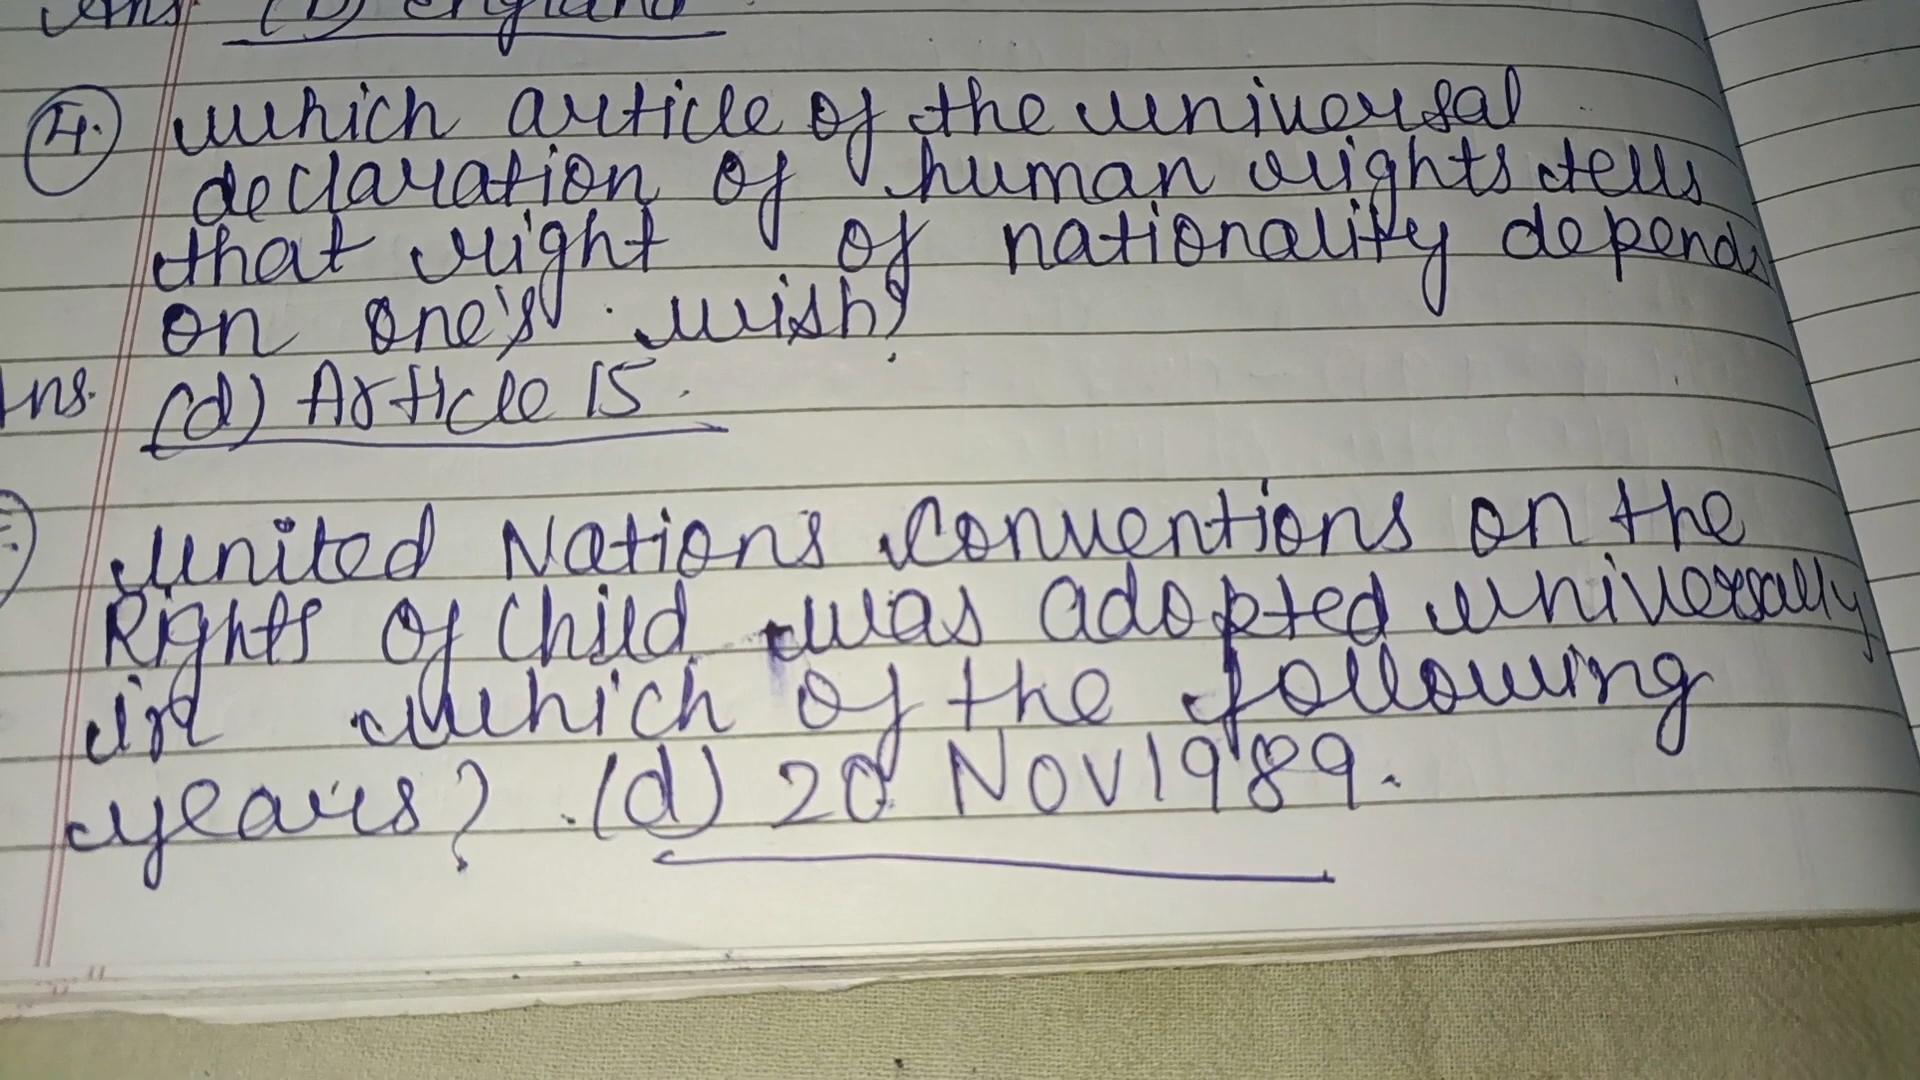 Ans (b) england
4. which article of the universal
declaration of human rights tells
that right of nationality depends
on one's wish?
Ans. (d) Article 15.
United Nations Conventions on the
Rights of Child was adopted universally
in which of the following
years? (d) 20 Nov 1989.